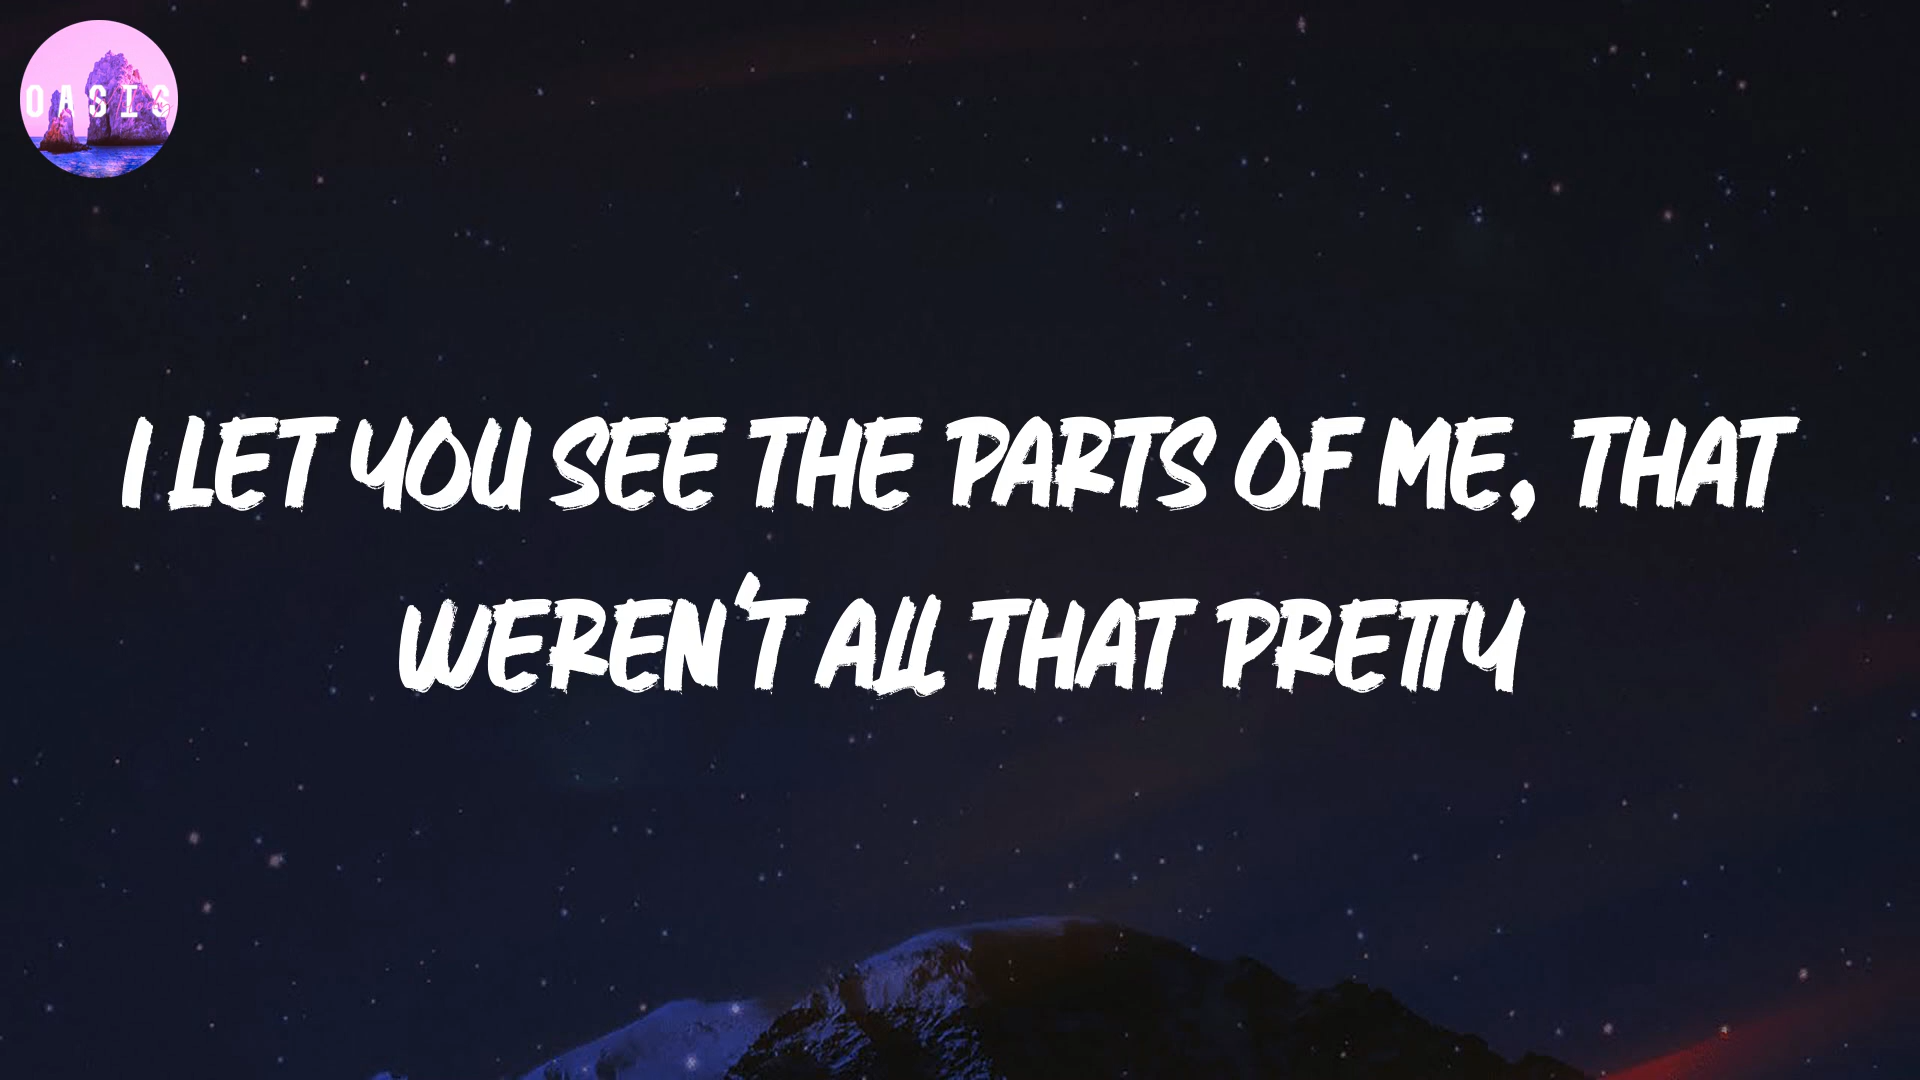 OASIS
I LET YOU SEE THE PARTS OF ME, THAT
WEREN'T ALL THAT PRETTY